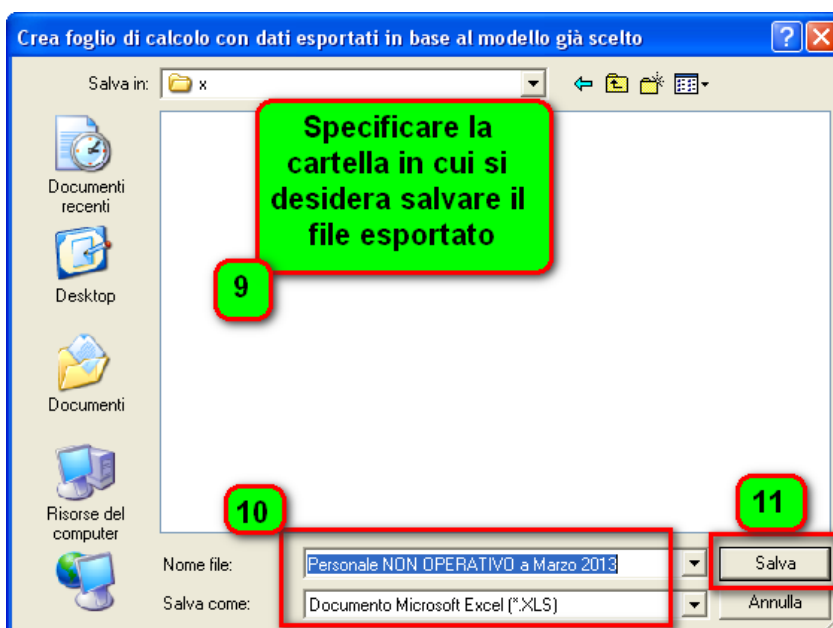 Crea foglio di calcolo con dati esportati in base al modello già scelto
Salva in:
x
Specificare la
cartella in cui si
desidera salvare il
file esportato
9
Documenti
recenti
Desktop
Documenti
Risorse del
computer
10
11
Nome file:
Personale NON OPERATIVO a Marzo 2013
Salva
Salva come:
Documento Microsoft Excel (*.XLS)
Annulla